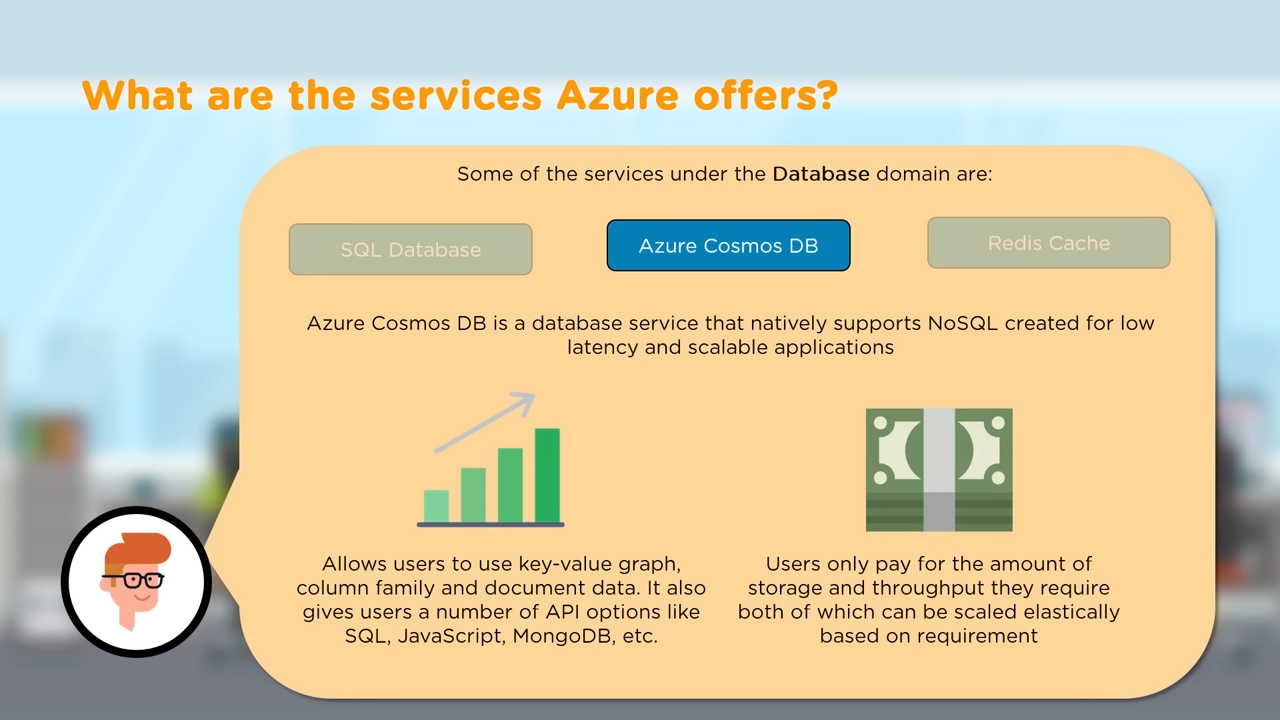 What are the services Azure offers?
Some of the services under the Database domain are:
SQL Database
Azure Cosmos DB
Redis Cache
Azure Cosmos DB is a database service that natively supports NoSQL created for low
latency and scalable applications
Allows users to use key-value graph,
column family and document data. It also
gives users a number of API options like
SQL, JavaScript, MongoDB, etc.
Users only pay for the amount of
storage and throughput they require
both of which can be scaled elastically
based on requirement